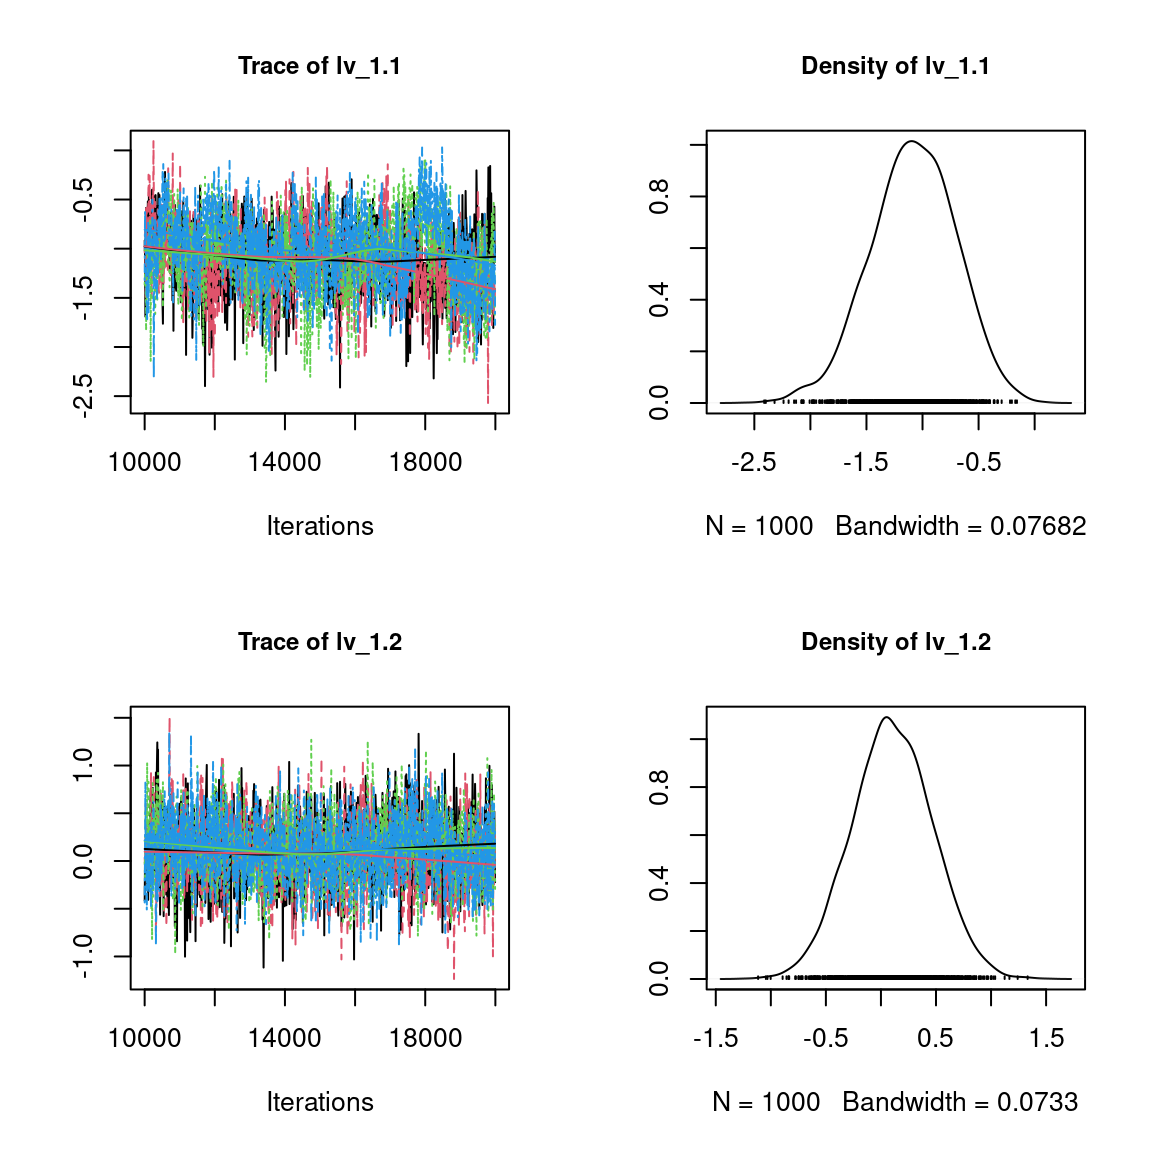 Trace of lv_1.1
-0.5
-1.5
-2.5
10000 14000 18000
Iterations
Density of lv_1.1
0.8
0.4
0.0
-2.5 -1.5 -0.5
N = 1000 Bandwidth = 0.07682
Trace of lv_1.2
1.0
0.0
-1.0
10000 14000 18000
Iterations
Density of lv_1.2
0.8
0.4
0.0
-1.5 -0.5 0.5 1.5
N = 1000 Bandwidth = 0.0733